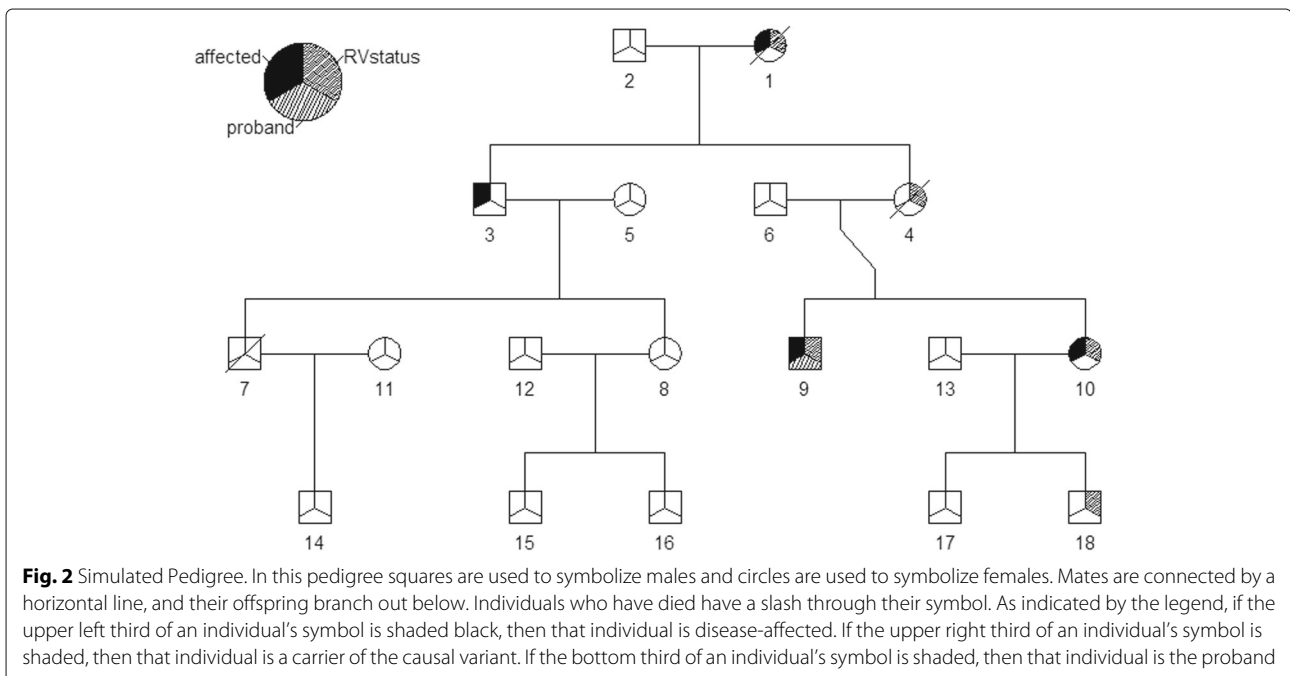 affected
RVstatus
proband
2
1
3
5
6
4
7
11
12
8
9
13
10
14
15
16
17
18
Fig. 2 Simulated Pedigree. In this pedigree squares are used to symbolize males and circles are used to symbolize females. Mates are connected by a
horizontal line, and their offspring branch out below. Individuals who have died have a slash through their symbol. As indicated by the legend, if the
upper left third of an individual's symbol is shaded black, then that individual is disease-affected. If the upper right third of an individual's symbol is
shaded, then that individual is a carrier of the causal variant. If the bottom third of an individual's symbol is shaded, then that individual is the proband